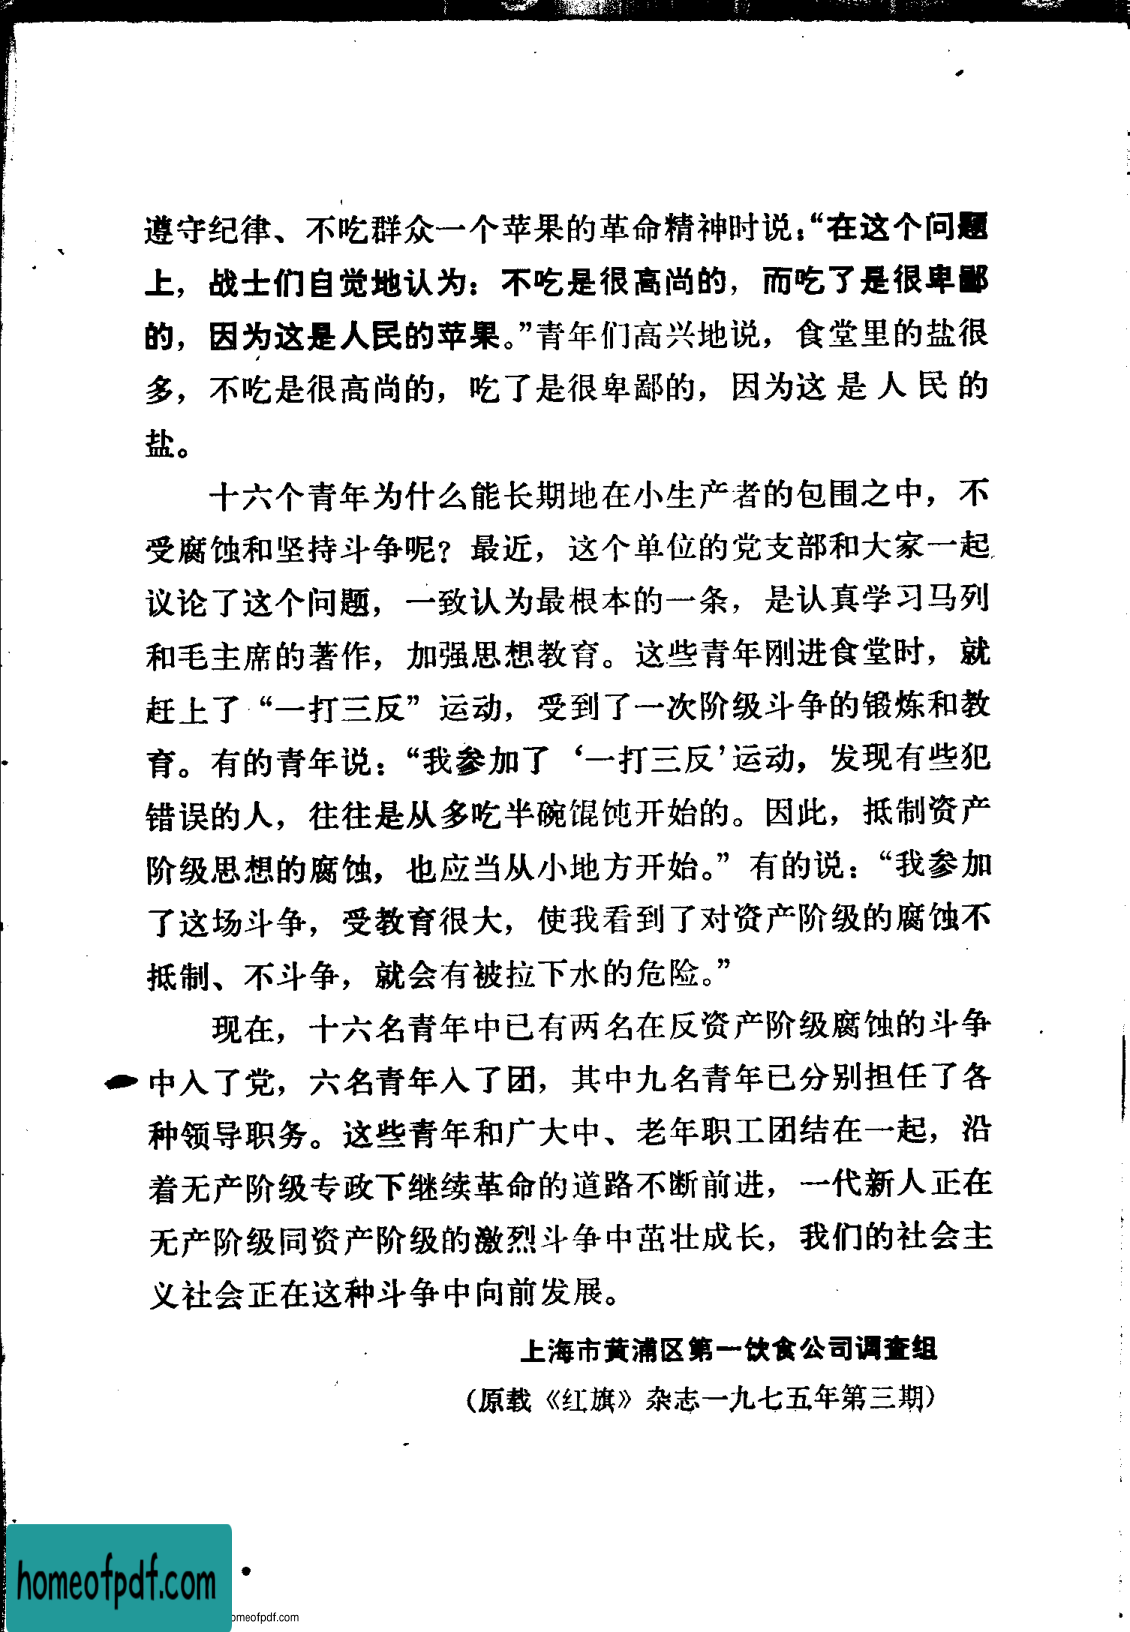 遵守纪律、不吃群众一个苹果的革命精神时说：“在这个问题
上，战士们自觉地认为：不吃是很高尚的，而吃了是很卑鄙
的，因为这是人民的苹果。”青年们高兴地说，食堂里的盐很
多，不吃是很高尚的，吃了是很卑鄙的，因为这是人民的
盐。
十六个青年为什么能长期地在小生产者的包围之中，不
受腐蚀和坚持斗争呢？最近，这个单位的党支部和大家一起
议论了这个问题，一致认为最根本的一条，是认真学习马列
和毛主席的著作，加强思想教育。这些青年刚进食堂时，就
赶上了“一打三反”运动，受到了一次阶级斗争的锻炼和教
育。有的青年说：“我参加了‘一打三反’运动，发现有些犯
错误的人，往往是从多吃半碗馄饨开始的。因此，抵制资产
阶级思想的腐蚀，也应当从小地方开始。”有的说：“我参加
了这场斗争，受教育很大，使我看到了对资产阶级的腐蚀不
抵制、不斗争，就会有被拉下水的危险。”
现在，十六名青年中已有两名在反资产阶级腐蚀的斗争
中入了党，六名青年入了团，其中九名青年已分别担任了各
种领导职务。这些青年和广大中、老年职工团结在一起，沿
着无产阶级专政下继续革命的道路不断前进，一代新人正在
无产阶级同资产阶级的激烈斗争中茁壮成长，我们的社会主
义社会正在这种斗争中向前发展。
上海市黄浦区第一饮食公司调查组
（原载《红旗》杂志一九七五年第三期）
homeofpdf.com
omeofpdf.com